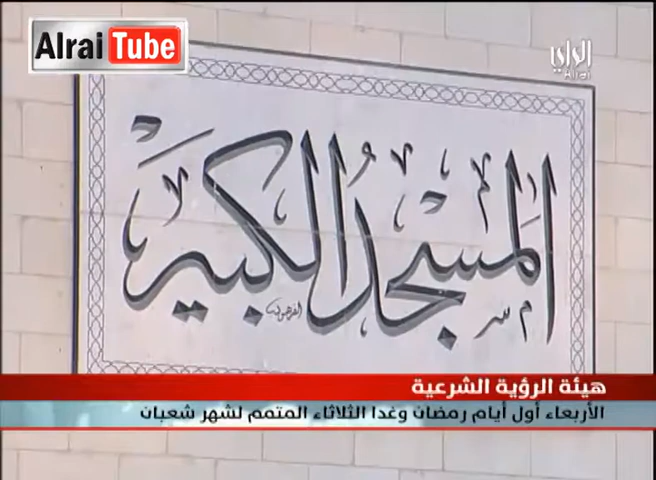 Alrai Tube
الراي
Alrai
المسجد الكبير
هيئة الرؤية الشرعية
الأربعاء أول أيام رمضان وغدا الثلاثاء المتمم لشهر شعبان